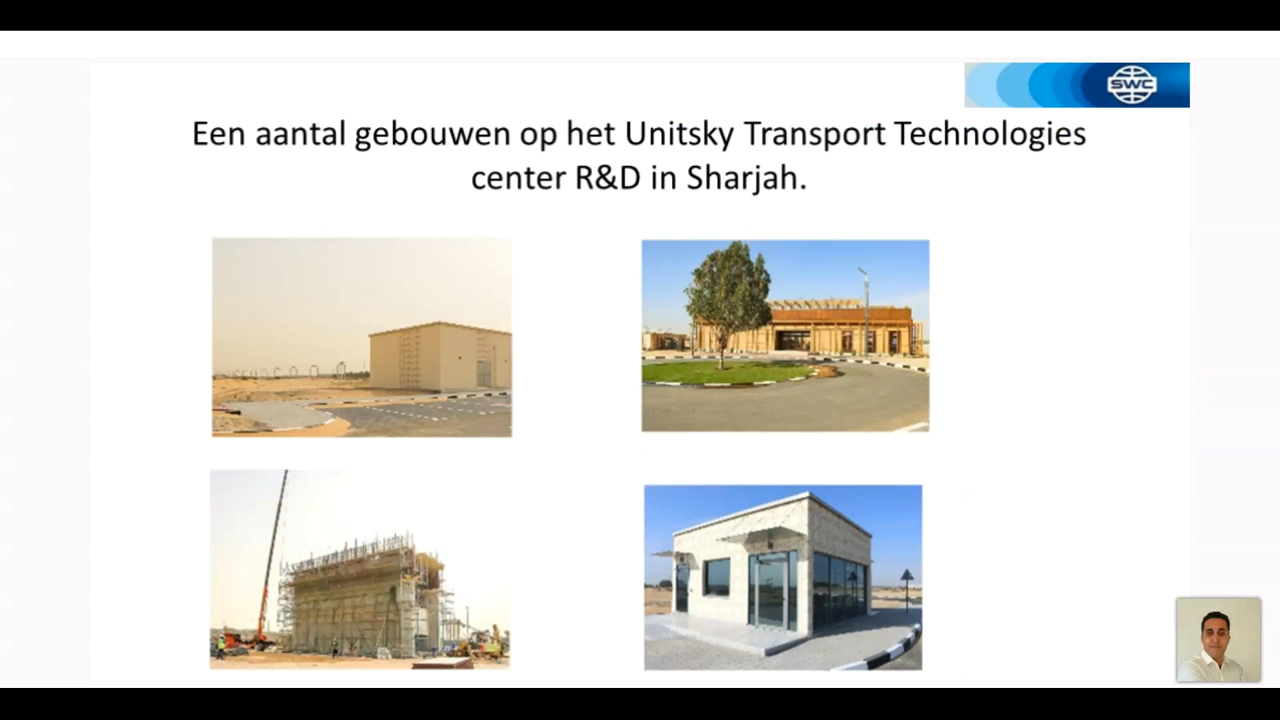 SWC
Een aantal gebouwen op het Unitsky Transport Technologies
center R&D in Sharjah.